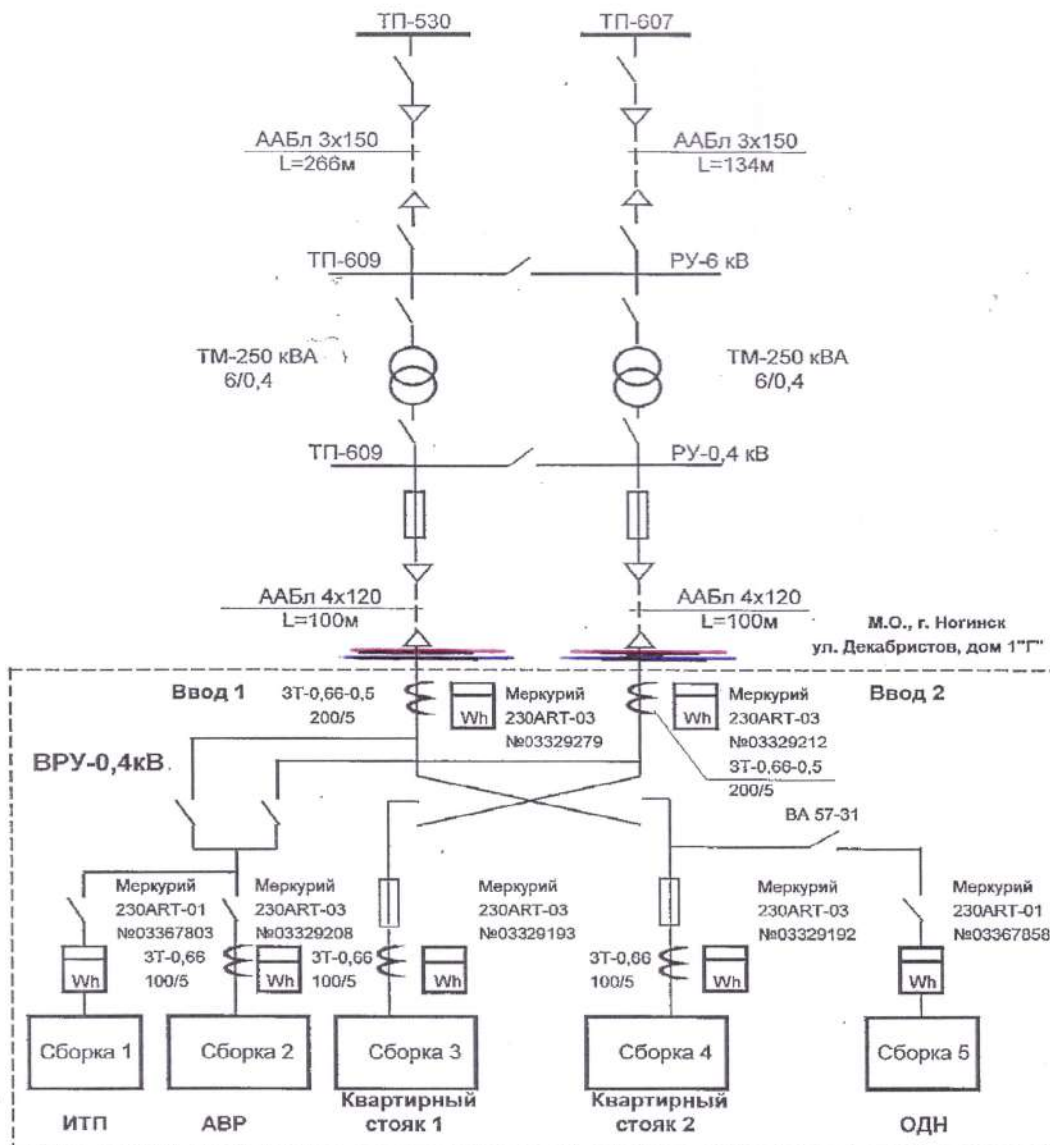 ТП-530
ТП-607
ААБл 3х150
L=266м
ААБл 3х150
L=134м
ТП-609
РУ-6 кВ
ТМ-250 кВА
6/0,4
ТМ-250 кВА
6/0,4
ТП-609
РУ-0,4 кВ
ААБл 4х120
L=100м
ААБл 4х120
L=100м
М.О., г. Ногинск
ул. Декабристов, дом 1"Г"
Ввод 1
3Т-0,66-0,5
200/5
Wh
Меркурий
230ART-03
№03329279
Wh
Меркурий
230ART-03
№03329212
3Т-0,66-0,5
200/5
Ввод 2
ВРУ-0,4кВ
ВА 57-31
Меркурий
230ART-01
№03367803
Меркурий
230ART-03
№03329208
Меркурий
230ART-03
№03329193
Меркурий
230ART-03
№03329192
Меркурий
230ART-01
№03367858
Wh
3Т-0,66
100/5
Wh
3Т-0,66
100/5
Wh
3Т-0,66
100/5
Wh
Wh
Сборка 1
Сборка 2
Сборка 3
Сборка 4
Сборка 5
ИТП
АВР
Квартирный
стояк 1
Квартирный
стояк 2
ОДН